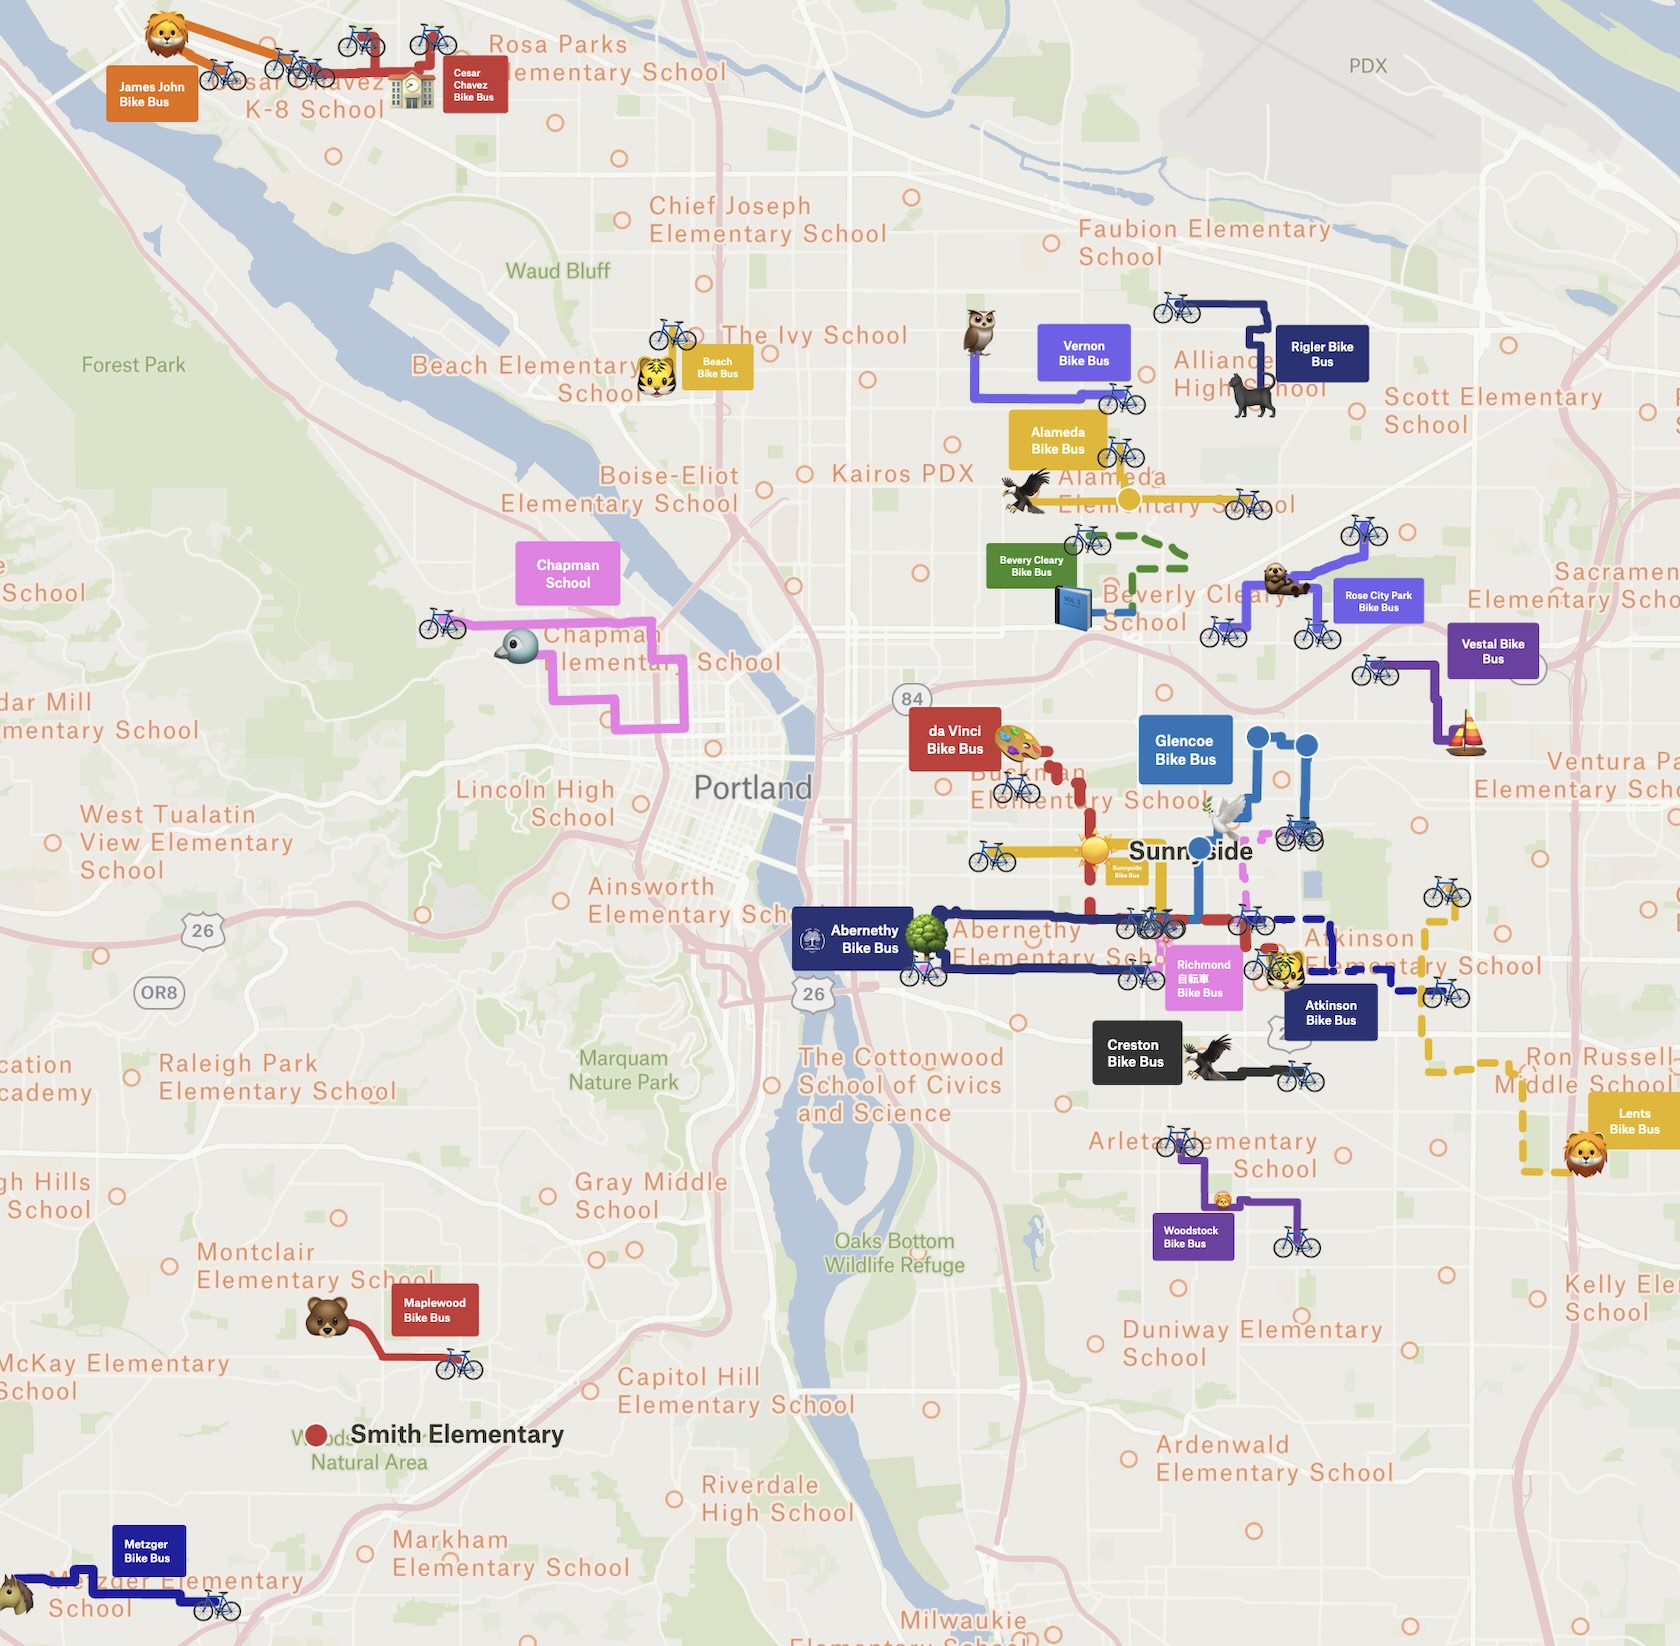 James John
Bike Bus
Cesar
Chavez
Bike Bus
K-8 School
Rosa Parks
Elementary School
PDX
Chief Joseph
Elementary School
Faubion Elementary
School
Waud Bluff
Forest Park
The Ivy School
Beach Elementary
School
Beach
Bike Bus
Vernon
Bike Bus
Rigler Bike
Bus
Alliance
High School
Scott Elementary
School
Alameda
Bike Bus
Alameda
Elementary School
Boise-Eliot
Elementary School
Kairos PDX
Chapman
School
Chapman
Elementary School
Bevery Cleary
Bike Bus
Beverly Cleary
School
VOL. 3
Rose City Park
Bike Bus
Vestal Bike
Bus
School
Sacramen
Elementary Scho
84
da Vinci
Bike Bus
Glencoe
Bike Bus
Buckman
Elementary School
dar Mill
mentary School
Portland
Lincoln High
School
Ventura Pa
Elementary Scho
West Tualatin
View Elementary
School
Sunnyside
Sunnyside
Bike Bus
Ainsworth
Elementary Scho
26
Abernethy
Bike Bus
Abernethy
Elementary Scho
Richmond
自転車
Bike Bus
Atkinson
Elementary School
Atkinson
Bike Bus
OR8
26
Creston
Bike Bus
cation
cademy
Raleigh Park
Elementary School
Marquam
Nature Park
The Cottonwood
School of Civics
and Science
Ron Russell
Middle School
Lents
Bike Bus
Arleta Elementary
School
gh Hills
School
Gray Middle
School
Woodstock
Bike Bus
Oaks Bottom
Wildlife Refuge
Montclair
Elementary School
Maplewood
Bike Bus
Kelly Ele
School
McKay Elementary
School
Duniway Elementary
School
Capitol Hill
Elementary School
Smith Elementary
Natural Area
Ardenwald
Elementary School
Riverdale
High School
Metzger
Bike Bus
Metzger Elementary
School
Markham
Elementary School
Milwaukie
Elementary School